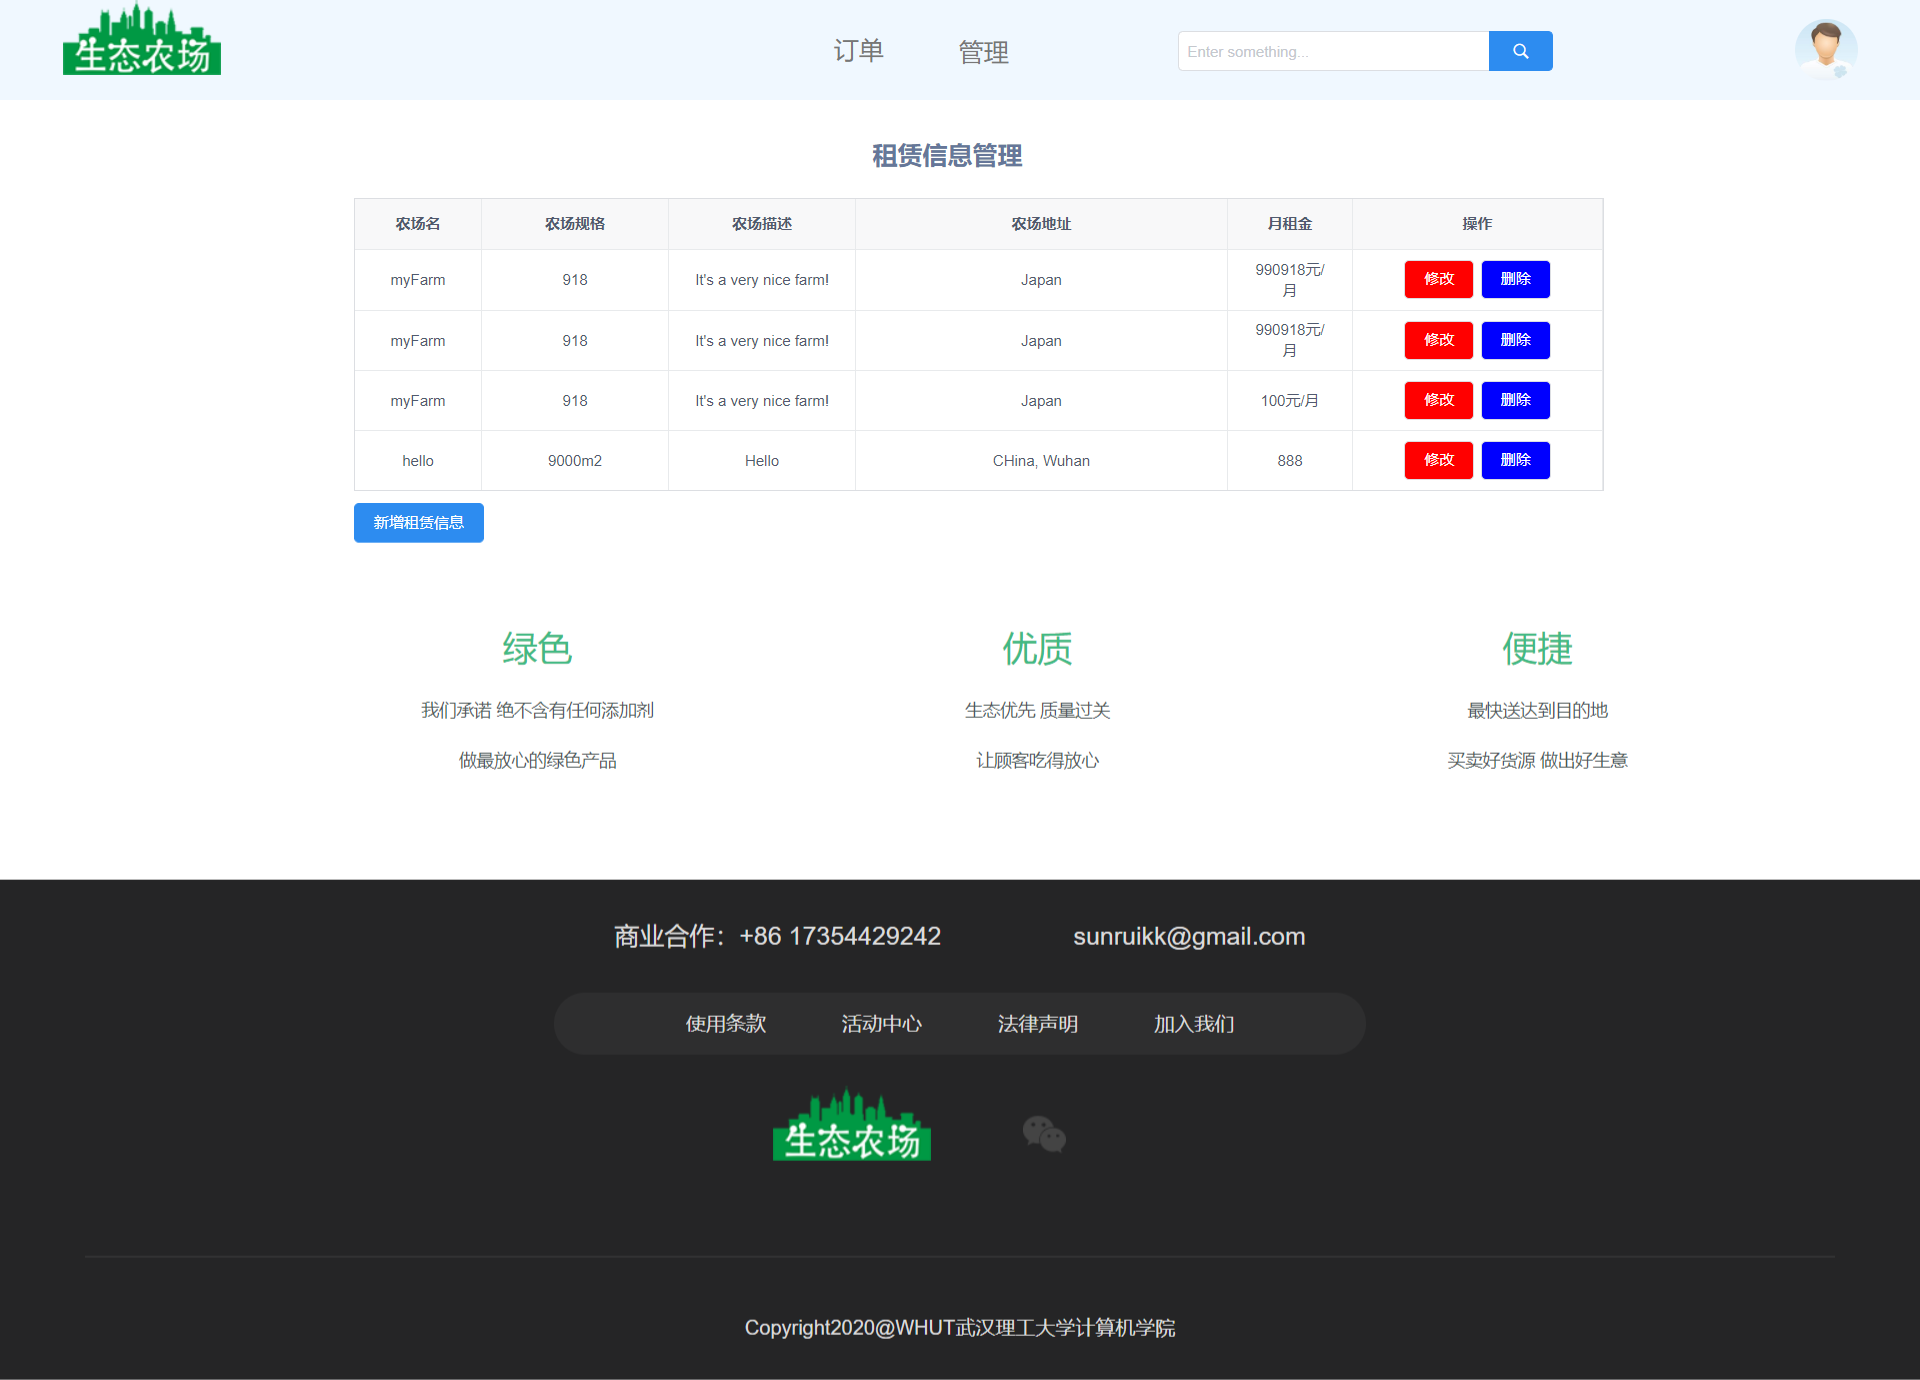 生态农场
订单
管理
Enter something...
租赁信息管理
农场名 农场规格 农场描述 农场地址 月租金 操作
myFarm 918 It's a very nice farm! Japan 990918元/月 修改 删除
myFarm 918 It's a very nice farm! Japan 990918元/月 修改 删除
myFarm 918 It's a very nice farm! Japan 100元/月 修改 删除
hello 9000m2 Hello CHina, Wuhan 888 修改 删除
新增租赁信息
绿色
我们承诺 绝不含有任何添加剂
做最放心的绿色产品
优质
生态优先 质量过关
让顾客吃得放心
便捷
最快送达到目的地
买卖好货源 做出好生意
商业合作：+86 17354429242
sunruikk@gmail.com
使用条款 活动中心 法律声明 加入我们
生态农场
Copyright2020@WHUT武汉理工大学计算机学院